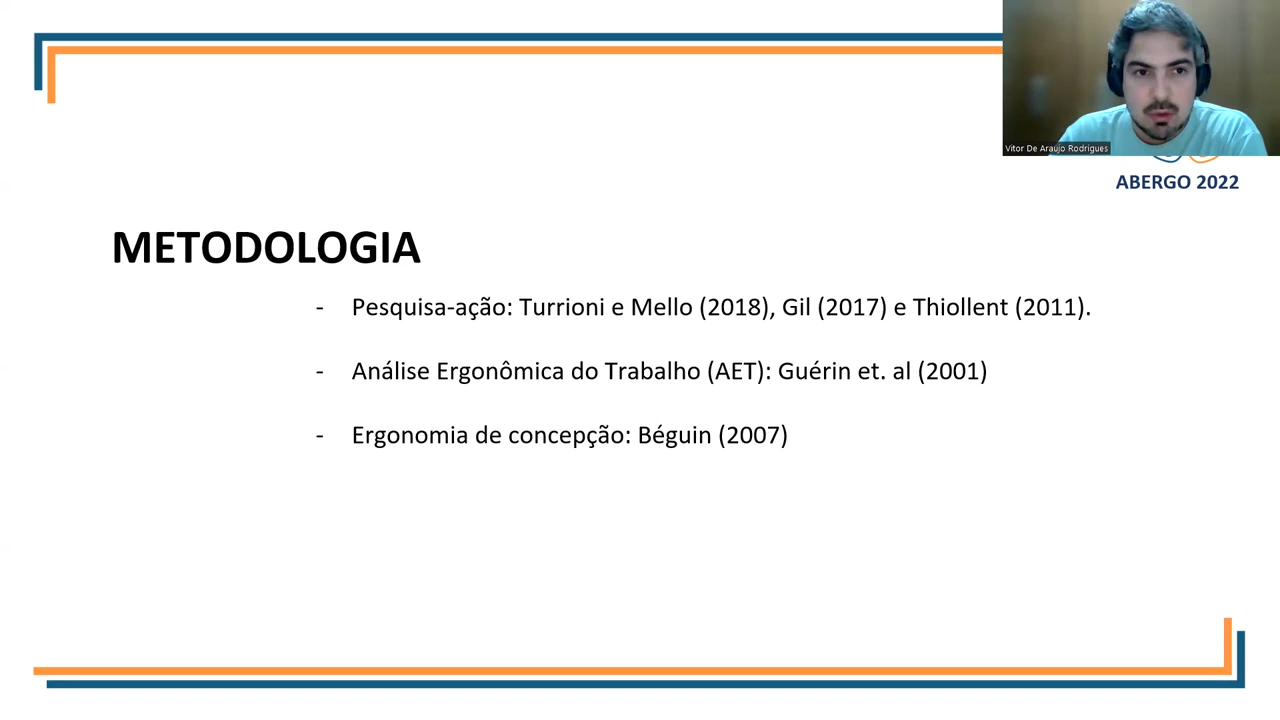 Vitor De Araújo Rodrigues
ABERGO 2022
METODOLOGIA
- Pesquisa-ação: Turrioni e Mello (2018), Gil (2017) e Thiollent (2011).
- Análise Ergonômica do Trabalho (AET): Guérin et. al (2001)
- Ergonomia de concepção: Béguin (2007)